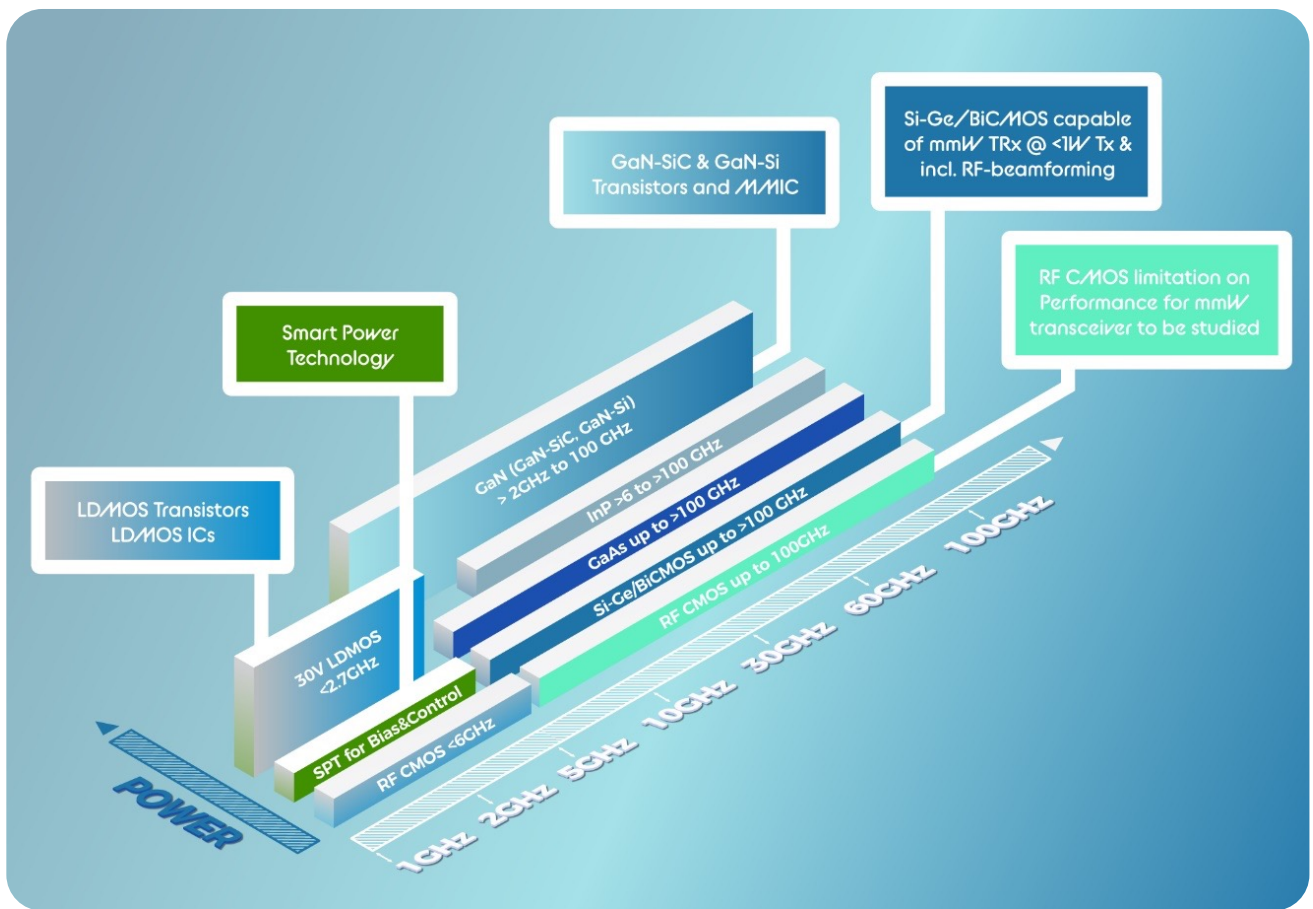 Si-Ge/BiCMOS capable
of mmW TRx @ <1W Tx &
incl. RF-beamforming
GaN-SiC & GaN-Si
Transistors and MMIC
RF CMOS limitation on
Performance for mmW
transceiver to be studied
Smart Power
Technology
LDMOS Transistors
LDMOS ICs
GaN (GaN-SiC, GaN-Si)
> 2GHz to 100 GHz
InP >6 to >100 GHz
GaAs up to >100 GHz
Si-Ge/BiCMOS up to >100 GHz
RF CMOS up to 100GHz
30V LDMOS
<2.7GHz
SPT for Bias&Control
RF CMOS <6GHz
POWER
1GHz
2GHz
5GHz
10GHz
30GHz
60GHz
100GHz